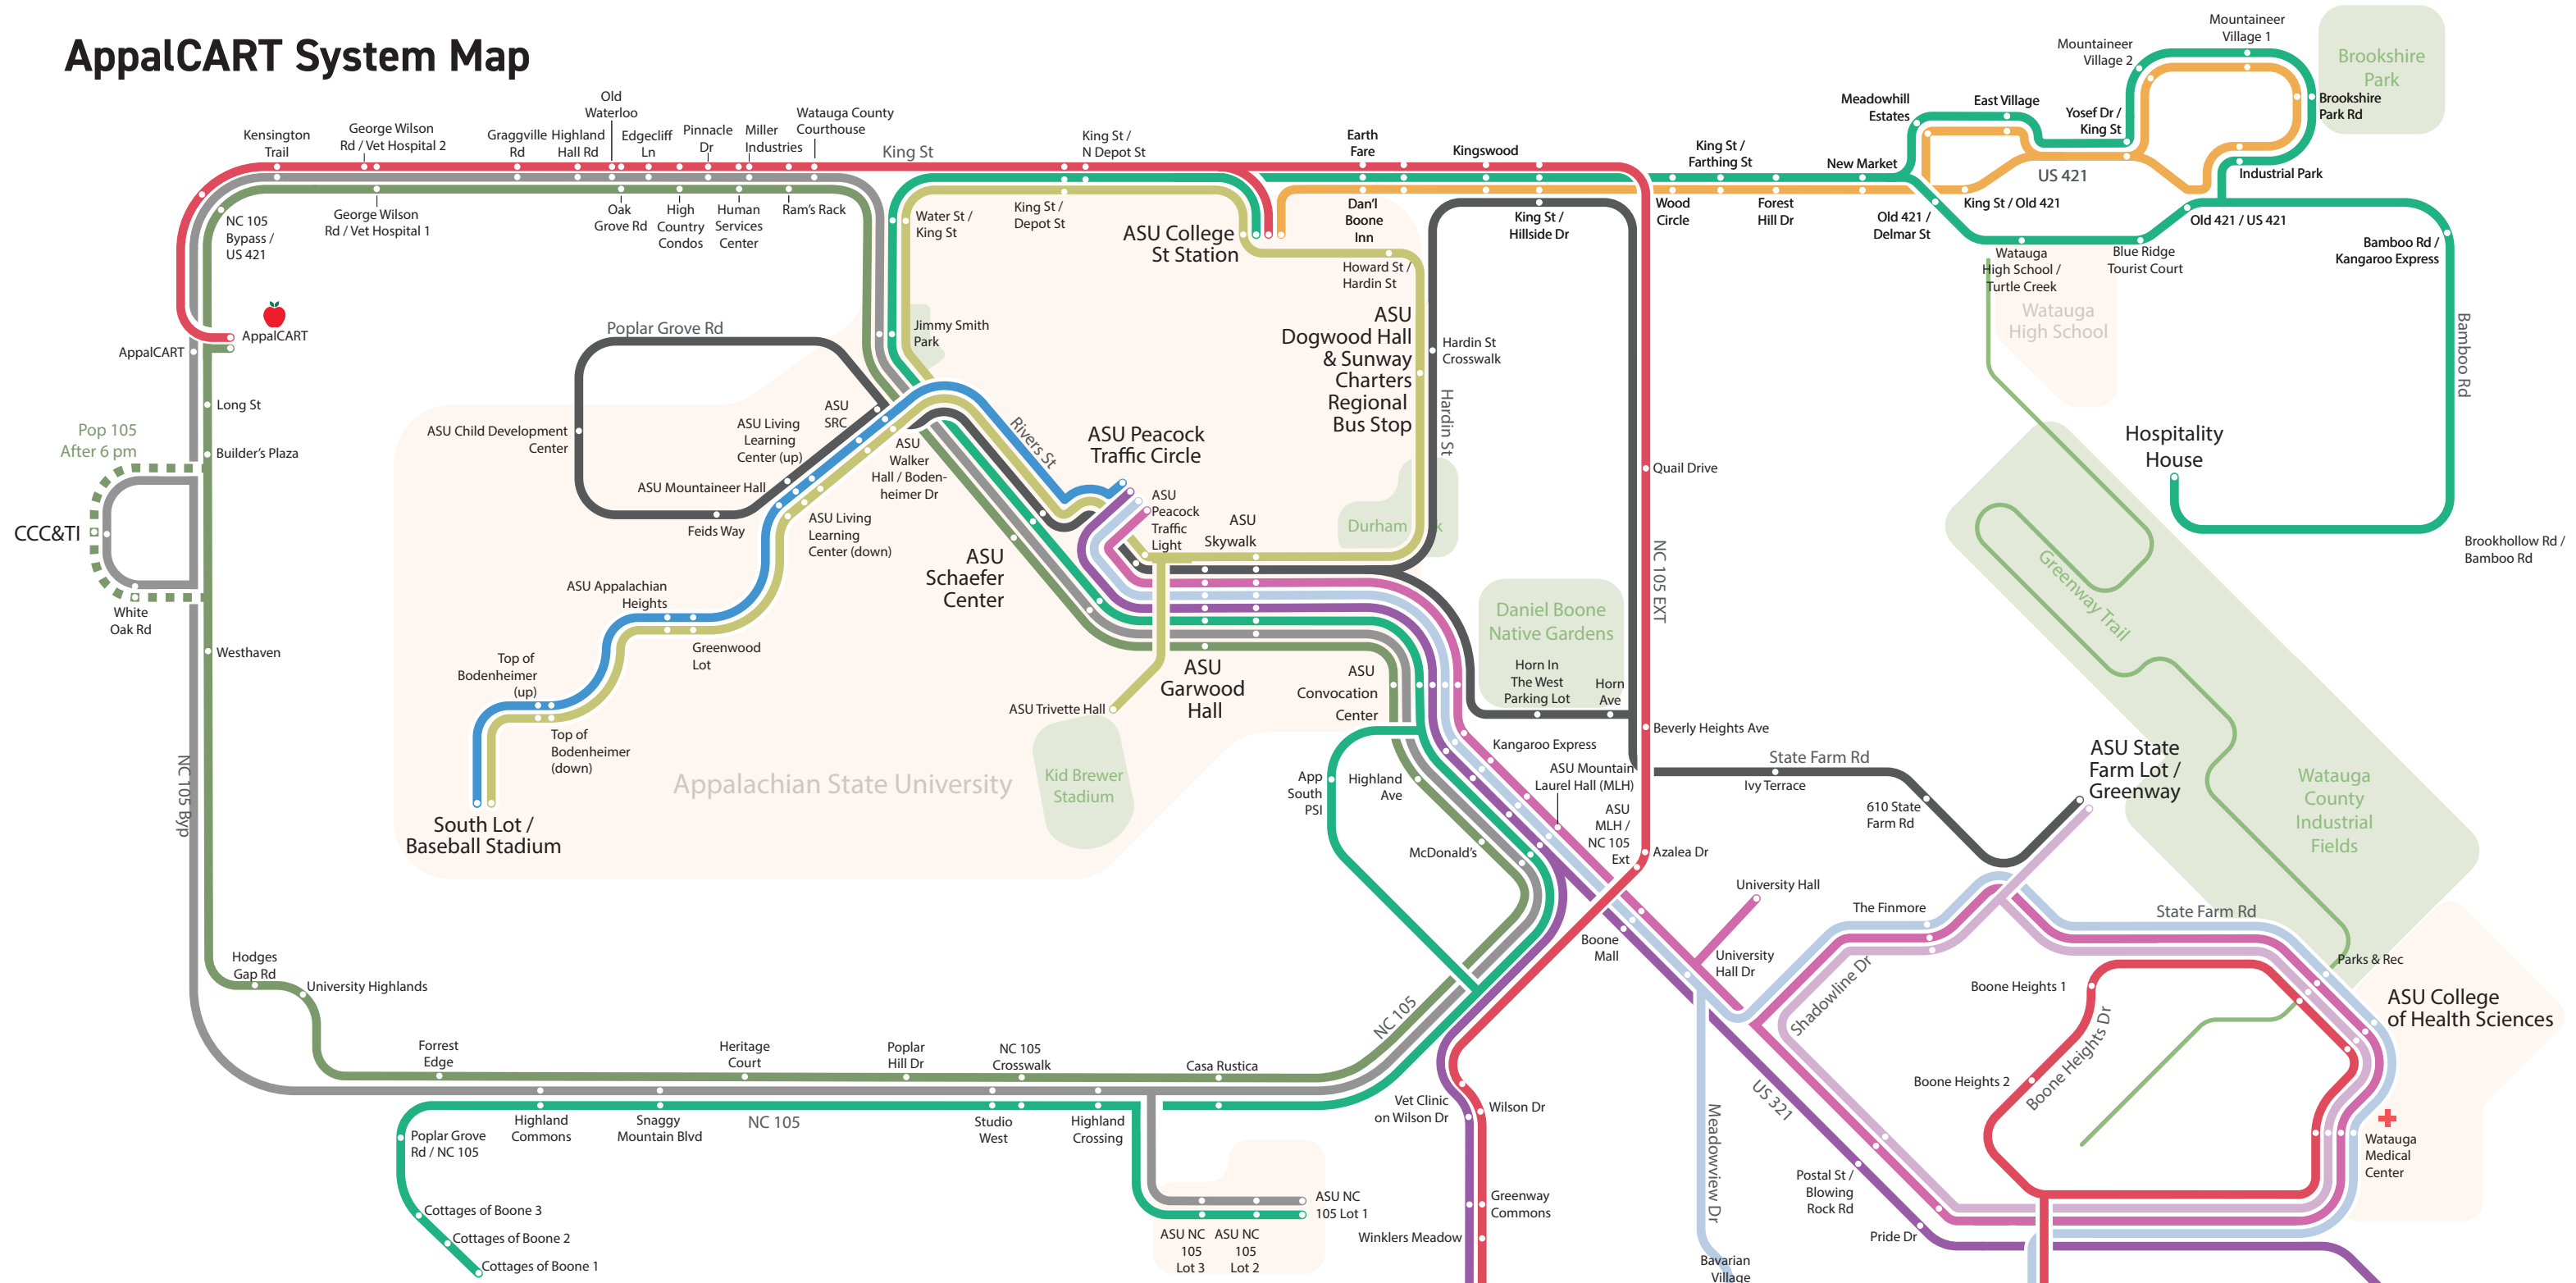 AppalCART System Map
Kensington
Trail
George Wilson
Rd / Vet Hospital 2
Graggville
Rd
Highland
Hall Rd
Old
Waterloo
Edgecliff
Ln
Pinnacle
Dr
Miller
Industries
Watauga County
Courthouse
King St
King St /
N Depot St
Earth
Fare
Kingswood
King St /
Farthing St
New Market
Meadowhill
Estates
East Village
Yosef Dr /
King St
Mountaineer
Village 2
Mountaineer
Village 1
Brookshire
Park
Brookshire
Park Rd
Industrial Park
US 421
NC 105
Bypass /
US 421
George Wilson
Rd / Vet Hospital 1
Oak
Grove Rd
High
Country
Condos
Human
Services
Center
Ram's Rack
Water St /
King St
King St /
Depot St
ASU College
St Station
Dan'l
Boone
Inn
Howard St /
Hardin St
King St /
Hillside Dr
Wood
Circle
Forest
Hill Dr
Old 421 /
Delmar St
King St / Old 421
Old 421 / US 421
Watauga
High School /
Turtle Creek
Blue Ridge
Tourist Court
Bamboo Rd /
Kangaroo Express
Watauga
High School
Bamboo Rd
AppalCART
AppalCART
Poplar Grove Rd
Jimmy Smith
Park
ASU
Dogwood Hall
& Sunway
Charters
Regional
Bus Stop
Hardin St
Crosswalk
Hardin St
Long St
Pop 105
After 6 pm
Builder's Plaza
ASU Child Development
Center
ASU
SRC
ASU Living
Learning
Center (up)
ASU Mountaineer Hall
Feids Way
ASU
Walker
Hall / Boden-
heimer Dr
Rivers St
ASU Peacock
Traffic Circle
ASU
Peacock
Traffic
Light
ASU
Skywalk
Durham
k
Quail Drive
Hospitality
House
Brookhollow Rd /
Bamboo Rd
CCC&TI
White
Oak Rd
Westhaven
ASU Living
Learning
Center (down)
ASU
Schaefer
Center
ASU Appalachian
Heights
Greenwood
Lot
Top of
Bodenheimer
(up)
Top of
Bodenheimer
(down)
South Lot /
Baseball Stadium
Appalachian State University
ASU Trivette Hall
Kid Brewer
Stadium
ASU
Garwood
Hall
ASU
Convocation
Center
Daniel Boone
Native Gardens
NC 105 EXT
Horn In
The West
Parking Lot
Horn
Ave
Beverly Heights Ave
Greenway Trail
Kangaroo Express
ASU Mountain
Laurel Hall (MLH)
ASU
MLH /
NC 105
Ext
App
South
PSI
Highland
Ave
McDonald's
Azalea Dr
State Farm Rd
Ivy Terrace
610 State
Farm Rd
ASU State
Farm Lot /
Greenway
Watauga
County
Industrial
Fields
NC 105 Byp
University Hall
The Finmore
State Farm Rd
Boone
Mall
University
Hall Dr
Shadowline Dr
Parks & Rec
Boone Heights 1
ASU College
of Health Sciences
Hodges
Gap Rd
University Highlands
NC 105
Forrest
Edge
Heritage
Court
Poplar
Hill Dr
NC 105
Crosswalk
Casa Rustica
Boone Heights 2
Boone Heights Dr
US 321
Vet Clinic
on Wilson Dr
Wilson Dr
Meadowview Dr
Highland
Commons
Snaggy
Mountain Blvd
NC 105
Studio
West
Highland
Crossing
Poplar Grove
Rd / NC 105
Watauga
Medical
Center
Postal St /
Blowing
Rock Rd
Pride Dr
Greenway
Commons
Winklers Meadow
ASU NC
105 Lot 1
ASU NC
105
Lot 3
ASU NC
105
Lot 2
Cottages of Boone 3
Cottages of Boone 2
Cottages of Boone 1
Bavarian
Village